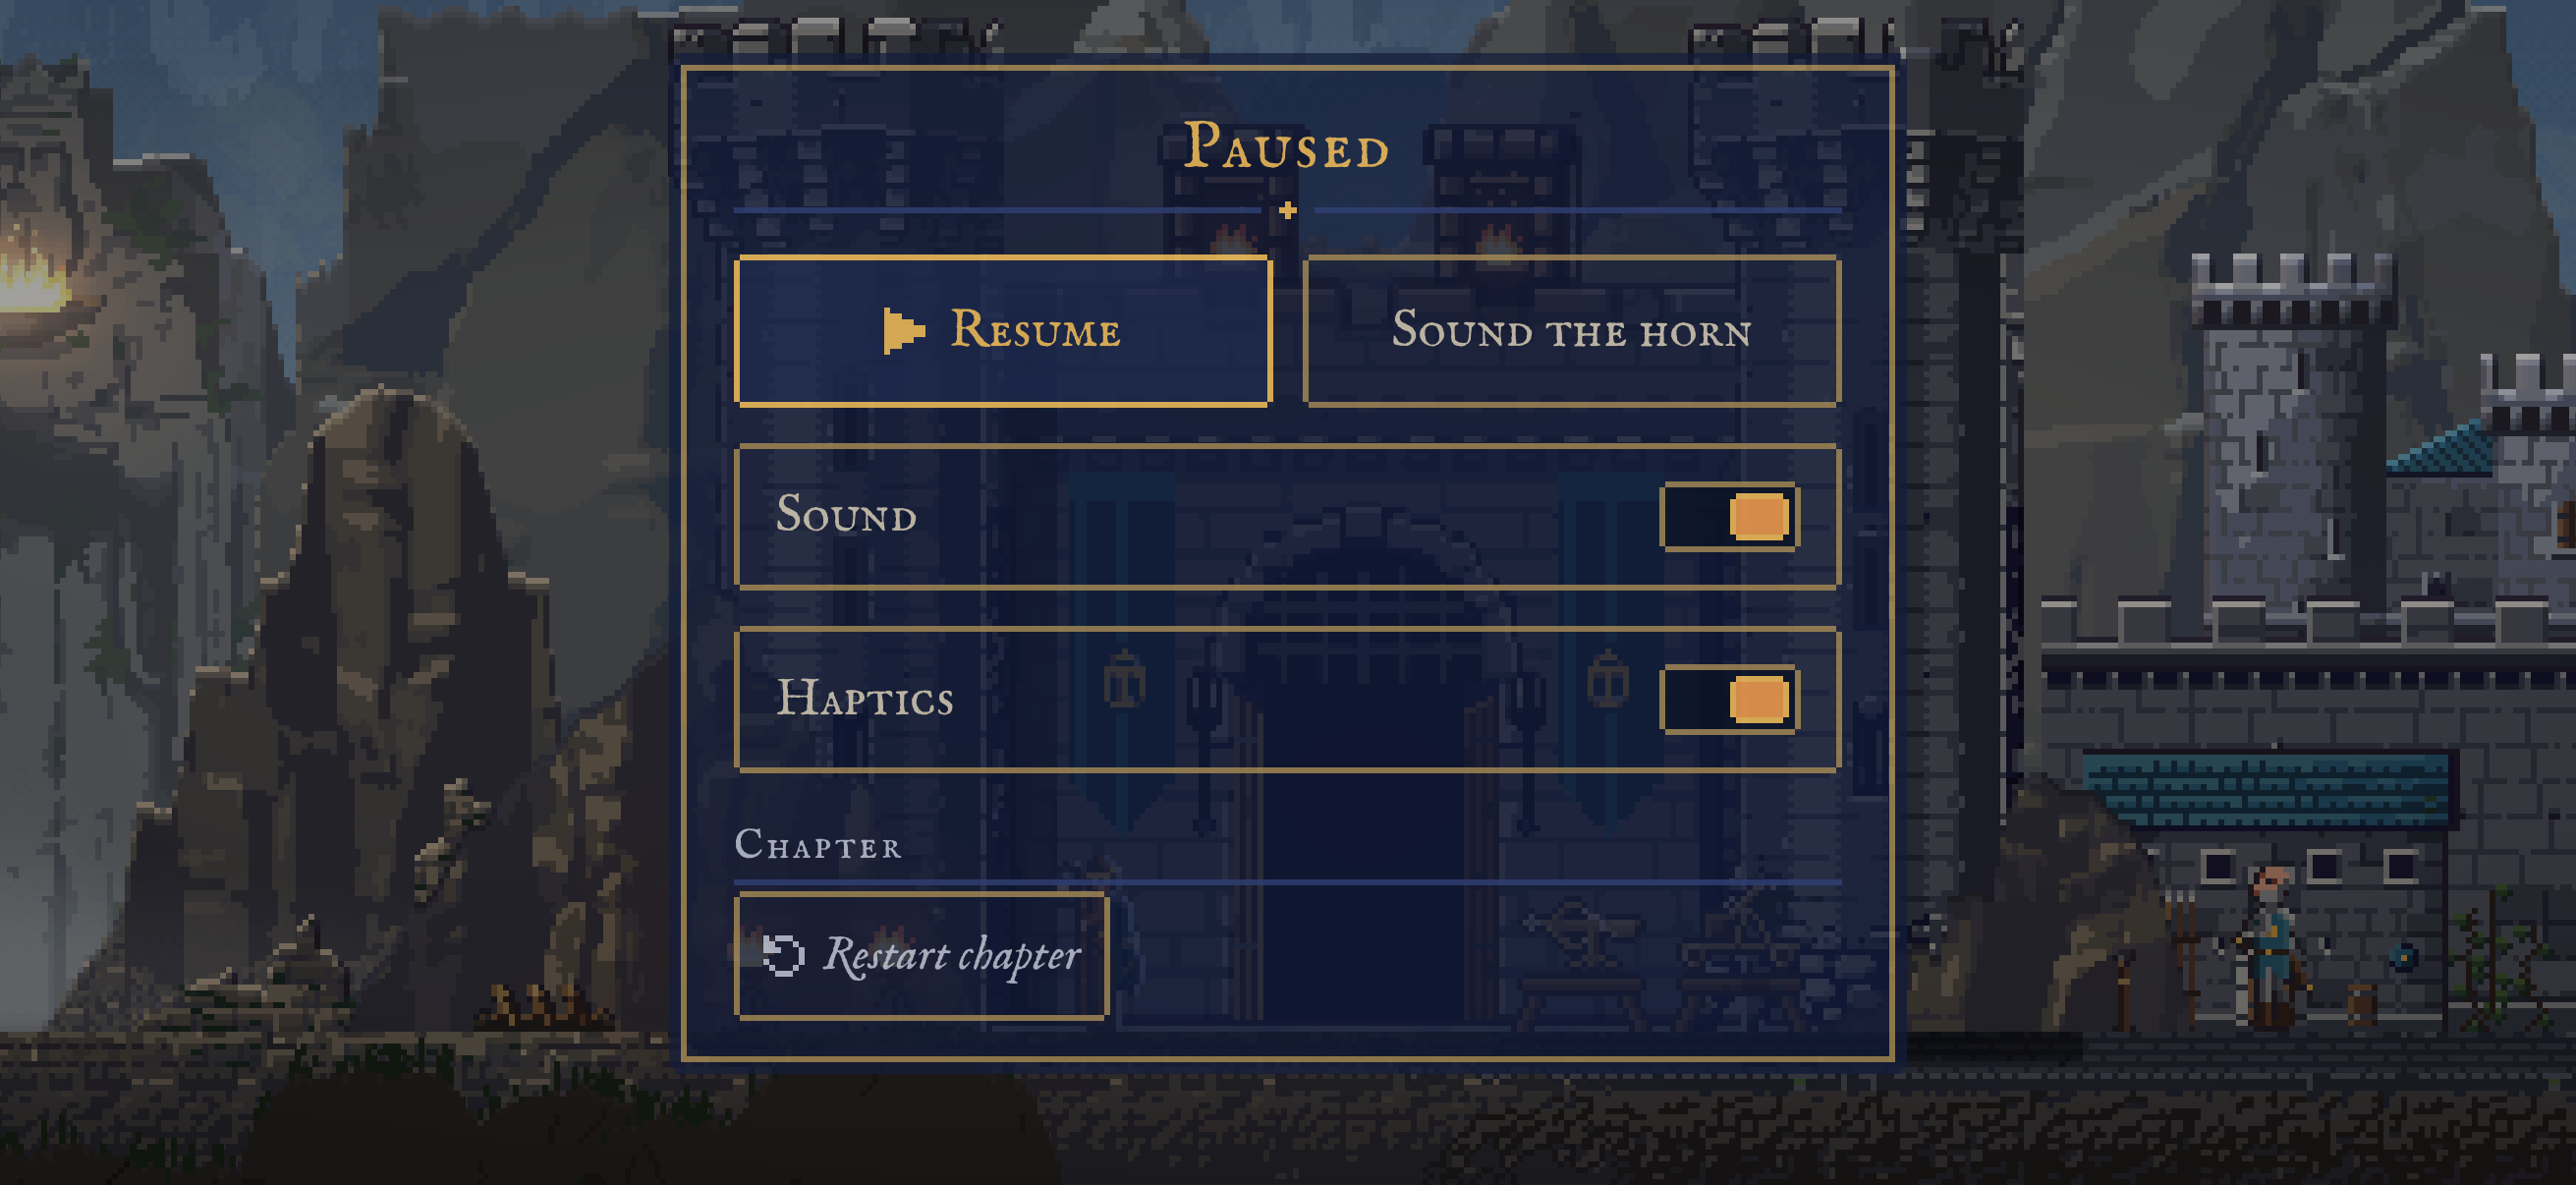 Paused
Resume
Sound the horn
Sound
Haptics
Chapter
Restart chapter